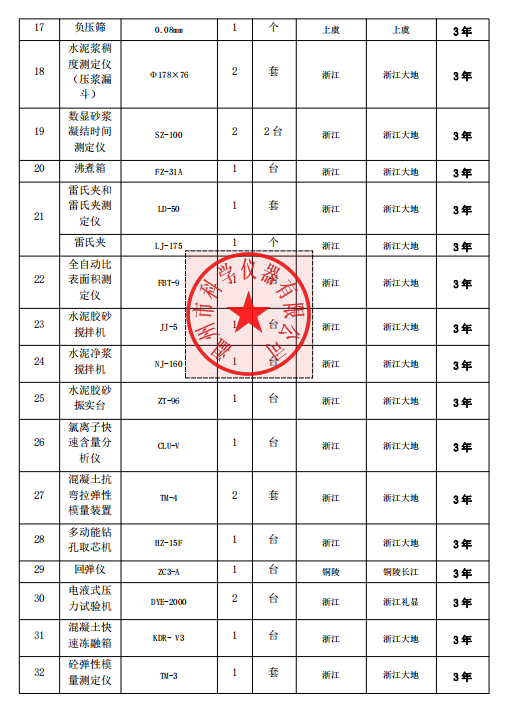 17 负压筛 0.08mm 1 个 上虞 上虞 3年
水泥浆稠
度测定仪
18 （压浆漏 Φ178×76 2 套 浙江 浙江大地 3年
斗）
数显砂浆
19 凝结时间 SZ-100 2 2台 浙江 浙江大地 3年
测定仪
20 沸煮箱 FZ-31A 1 台 浙江 浙江大地 3年
21 雷氏夹和
雷氏夹测 LD-50 1 套 浙江 浙江大地 3年
定仪
雷氏夹 LJ-175 1 个 浙江 浙江大地 3年
全自动比
22 表面积测 FBT-9 1 台 浙江 浙江大地 3年
定仪
23 水泥胶砂 JJ-5 1 台 浙江 浙江大地 3年
搅拌机
24 水泥净浆 NJ-160 1 台 浙江 浙江大地 3年
搅拌机
温州市科学仪器有限公司
25 水泥胶砂 ZT-96 1 台 浙江 浙江大地 3年
振实台
氯离子快
26 速含量分 CLU-V 1 台 浙江 浙江大地 3年
析仪
混凝土抗
27 弯拉弹性 TM-4 2 套 浙江 浙江大地 3年
模量装置
28 多动能钻 HZ-15F 1 台 浙江 浙江大地 3年
孔取芯机
29 回弹仪 ZC3-A 1 台 铜陵 铜陵长江 3年
30 电液式压 DYE-2000 2 台 浙江 浙江礼显 3年
力试验机
31 混凝土快 KDR- V3 1 台 浙江 浙江大地 3年
速冻融箱
32 砼弹性模 TM-3 1 套 浙江 浙江大地 3年
量测定仪